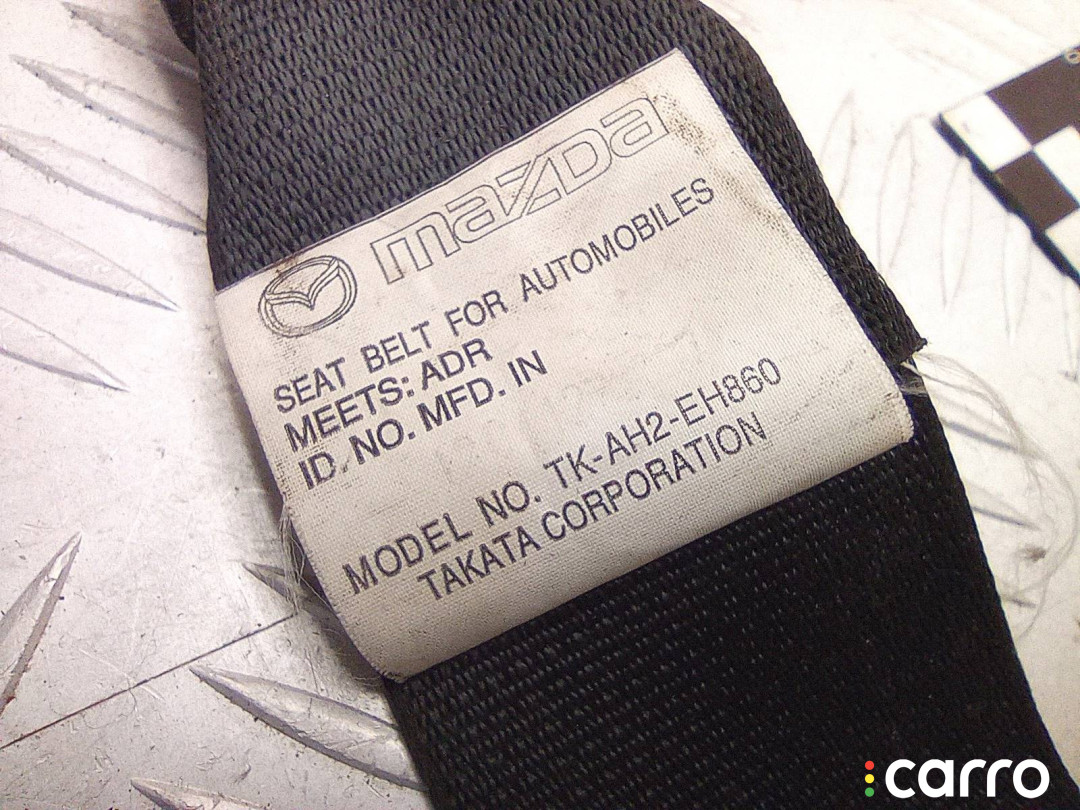 mazda
SEAT BELT FOR AUTOMOBILES
MEETS: ADR
ID. NO. MFD. IN
MODEL NO. TK-AH2-EH860
TAKATA CORPORATION
carro